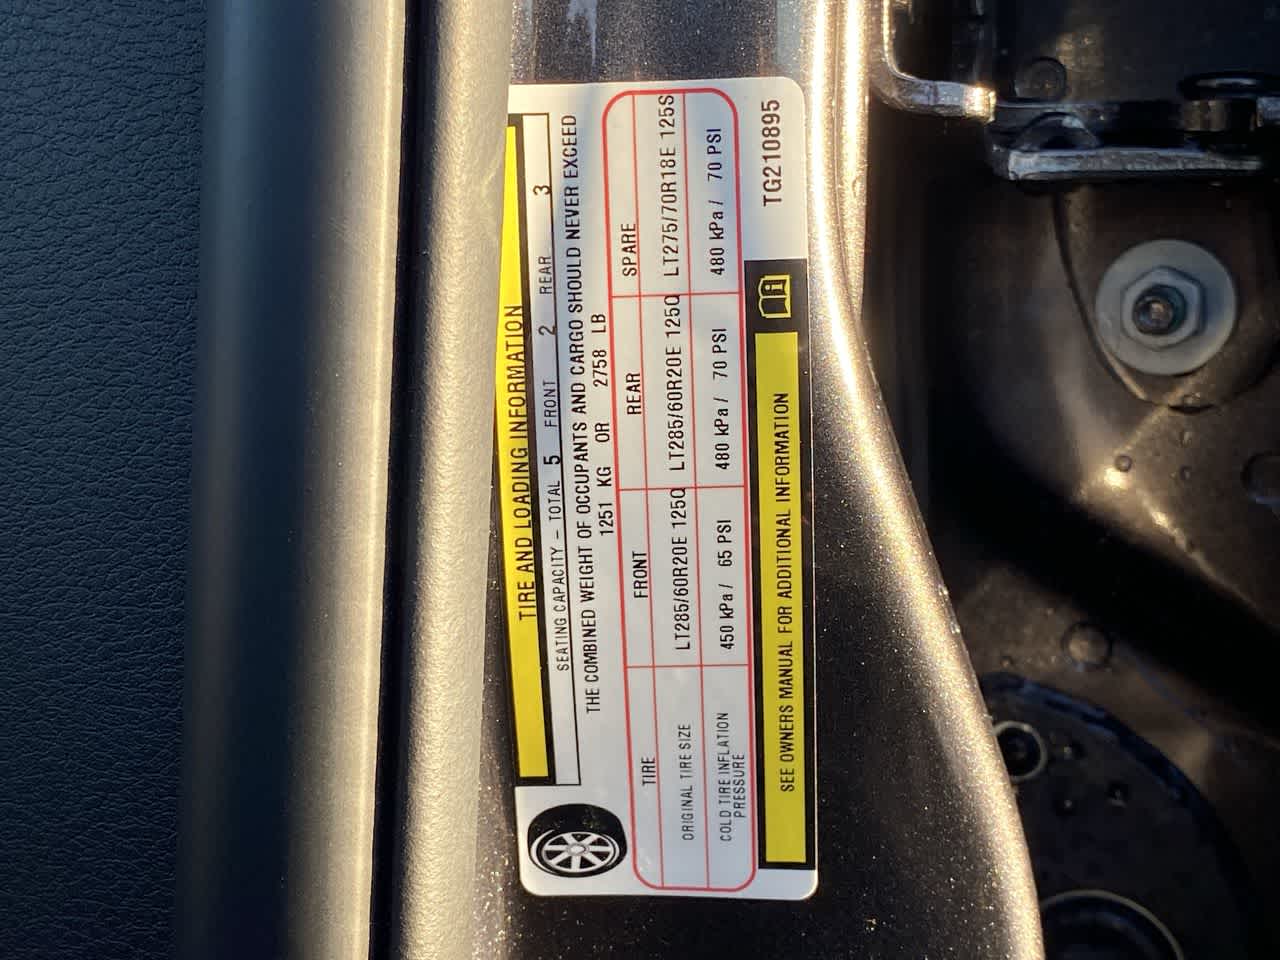 TIRE AND LOADING INFORMATION
SEATING CAPACITY – TOTAL 5 FRONT 2 REAR 3
THE COMBINED WEIGHT OF OCCUPANTS AND CARGO SHOULD NEVER EXCEED
1251 KG OR 2758 LB
TIRE FRONT REAR SPARE
ORIGINAL TIRE SIZE LT285/60R20E 125Q LT285/60R20E 125Q LT275/70R18E 125S
COLD TIRE INFLATION PRESSURE 450 kPa / 65 PSI 480 kPa / 70 PSI 480 kPa / 70 PSI
SEE OWNERS MANUAL FOR ADDITIONAL INFORMATION
TG210895